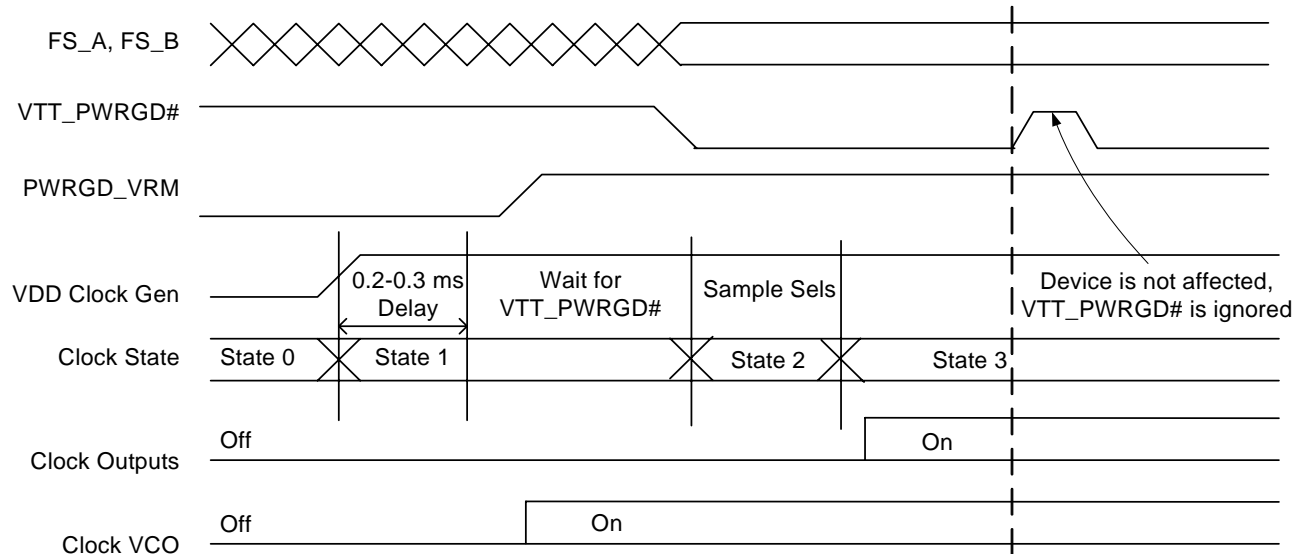 FS_A, FS_B
VTT_PWRGD#
PWRGD_VRM
VDD Clock Gen
0.2-0.3 ms
Delay
Wait for
VTT_PWRGD#
Sample Sels
Device is not affected,
VTT_PWRGD# is ignored
Clock State
State 0
State 1
State 2
State 3
Clock Outputs
Off
On
Clock VCO
Off
On